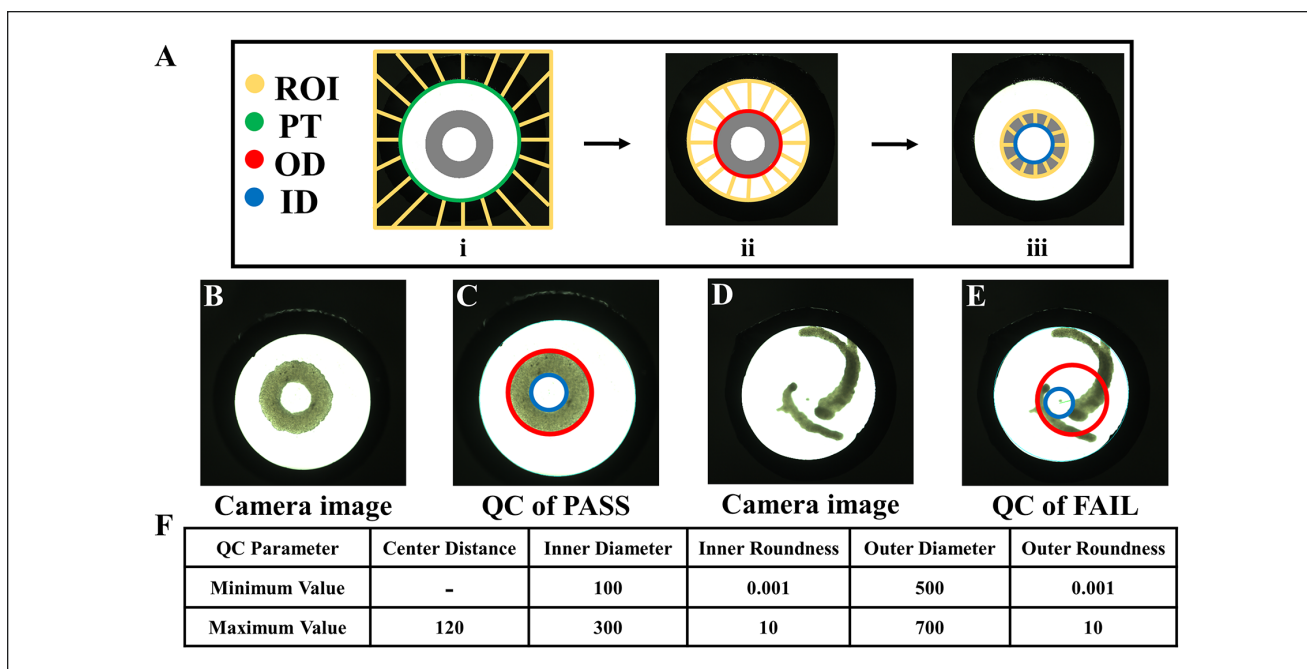 A
ROI
PT
OD
ID
i
ii
iii
B
C
D
E
Camera image
QC of PASS
Camera image
QC of FAIL
F
QC Parameter Center Distance Inner Diameter Inner Roundness Outer Diameter Outer Roundness
Minimum Value - 100 0.001 500 0.001
Maximum Value 120 300 10 700 10